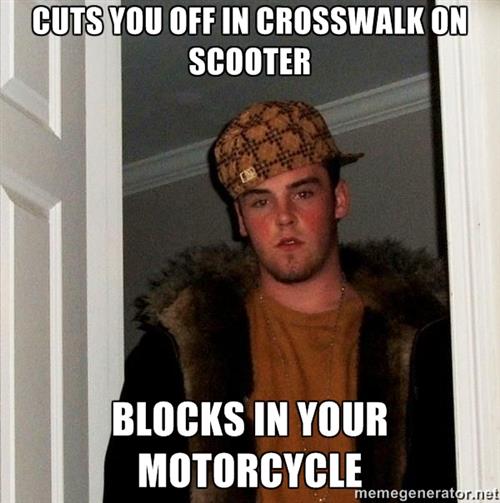 CUTS YOU OFF IN CROSSWALK ON
SCOOTER
BLOCKS IN YOUR
MOTORCYCLE
memegenerator.net